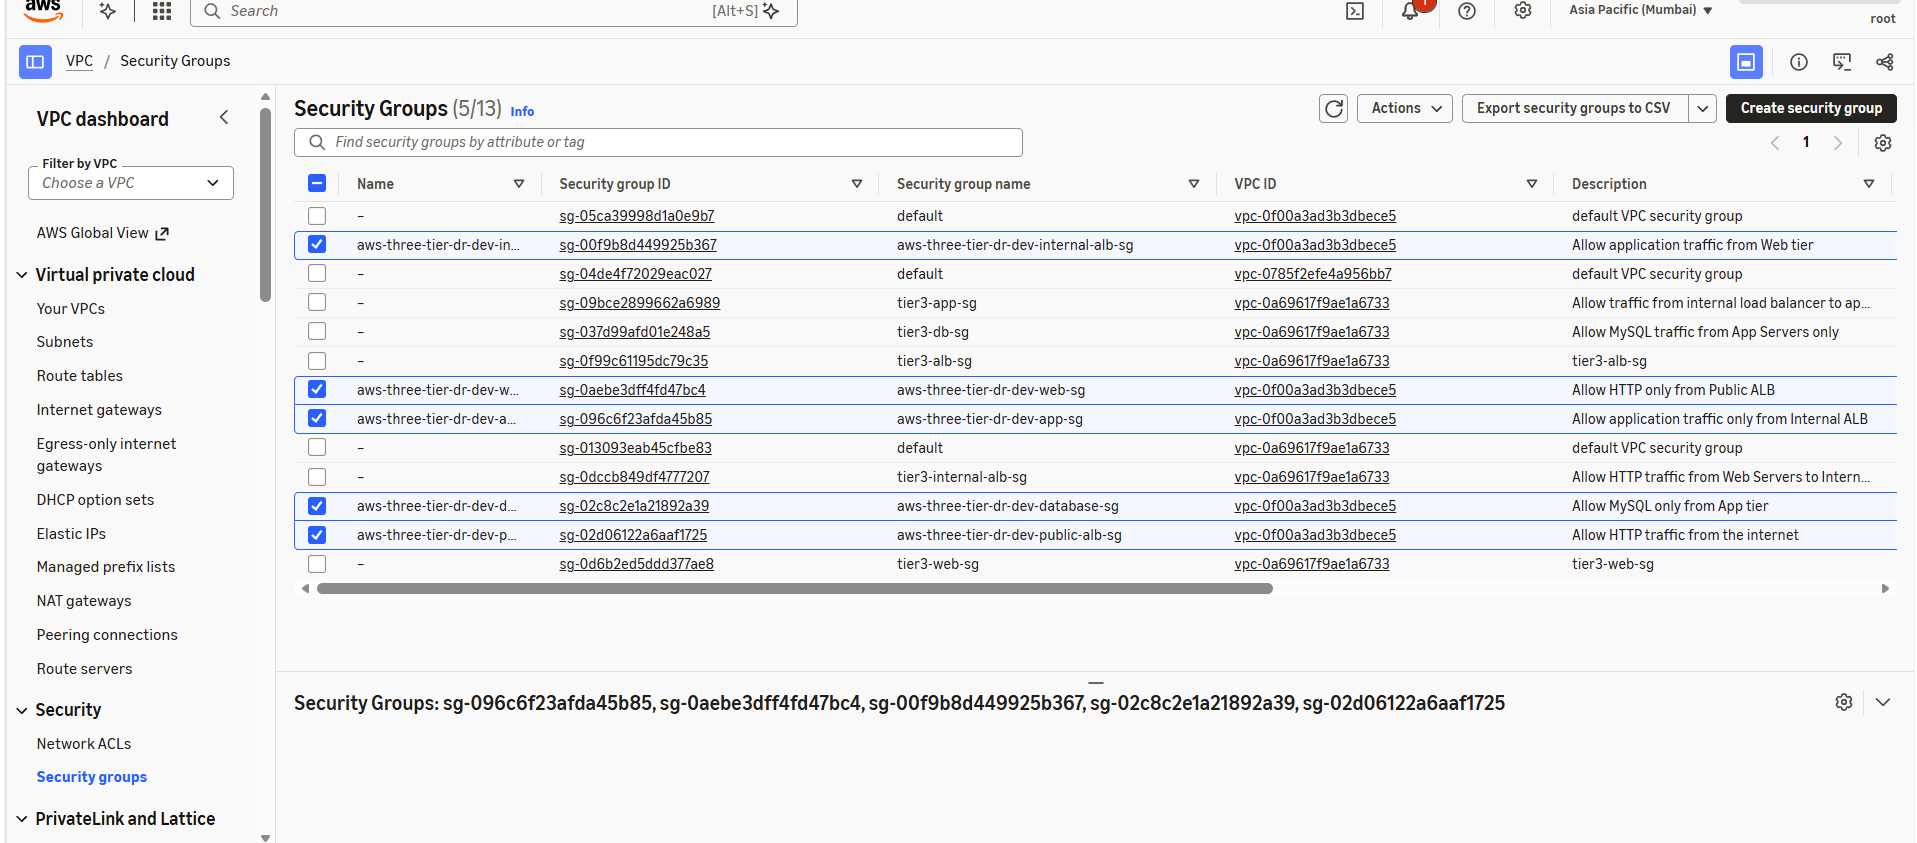 aws
Search
[Alt+S]
1
Asia Pacific (Mumbai)
root
VPC / Security Groups
VPC dashboard
Filter by VPC
Choose a VPC
AWS Global View
Virtual private cloud
Your VPCs
Subnets
Route tables
Internet gateways
Egress-only internet
gateways
DHCP option sets
Elastic IPs
Managed prefix lists
NAT gateways
Peering connections
Route servers
Security
Network ACLs
Security groups
PrivateLink and Lattice
Security Groups (5/13) Info
Actions
Export security groups to CSV
Create security group
Find security groups by attribute or tag
1
Name Security group ID Security group name VPC ID Description
– sg-05ca39998d1a0e9b7 default vpc-0f00a3ad3b3dbece5 default VPC security group
aws-three-tier-dr-dev-in... sg-00f9b8d449925b367 aws-three-tier-dr-dev-internal-alb-sg vpc-0f00a3ad3b3dbece5 Allow application traffic from Web tier
– sg-04de4f72029eac027 default vpc-0785f2efe4a956bb7 default VPC security group
– sg-09bce2899662a6989 tier3-app-sg vpc-0a69617f9ae1a6733 Allow traffic from internal load balancer to ap...
– sg-037d99afd01e248a5 tier3-db-sg vpc-0a69617f9ae1a6733 Allow MySQL traffic from App Servers only
– sg-0f99c61195dc79c35 tier3-alb-sg vpc-0a69617f9ae1a6733 tier3-alb-sg
aws-three-tier-dr-dev-w... sg-0aebe3dff4fd47bc4 aws-three-tier-dr-dev-web-sg vpc-0f00a3ad3b3dbece5 Allow HTTP only from Public ALB
aws-three-tier-dr-dev-a... sg-096c6f23afda45b85 aws-three-tier-dr-dev-app-sg vpc-0f00a3ad3b3dbece5 Allow application traffic only from Internal ALB
– sg-013093eab45cfbe83 default vpc-0a69617f9ae1a6733 default VPC security group
– sg-0dccb849df4777207 tier3-internal-alb-sg vpc-0a69617f9ae1a6733 Allow HTTP traffic from Web Servers to Intern...
aws-three-tier-dr-dev-d... sg-02c8c2e1a21892a39 aws-three-tier-dr-dev-database-sg vpc-0f00a3ad3b3dbece5 Allow MySQL only from App tier
aws-three-tier-dr-dev-p... sg-02d06122a6aaf1725 aws-three-tier-dr-dev-public-alb-sg vpc-0f00a3ad3b3dbece5 Allow HTTP traffic from the internet
– sg-0d6b2ed5ddd377ae8 tier3-web-sg vpc-0a69617f9ae1a6733 tier3-web-sg
Security Groups: sg-096c6f23afda45b85, sg-0aebe3dff4fd47bc4, sg-00f9b8d449925b367, sg-02c8c2e1a21892a39, sg-02d06122a6aaf1725